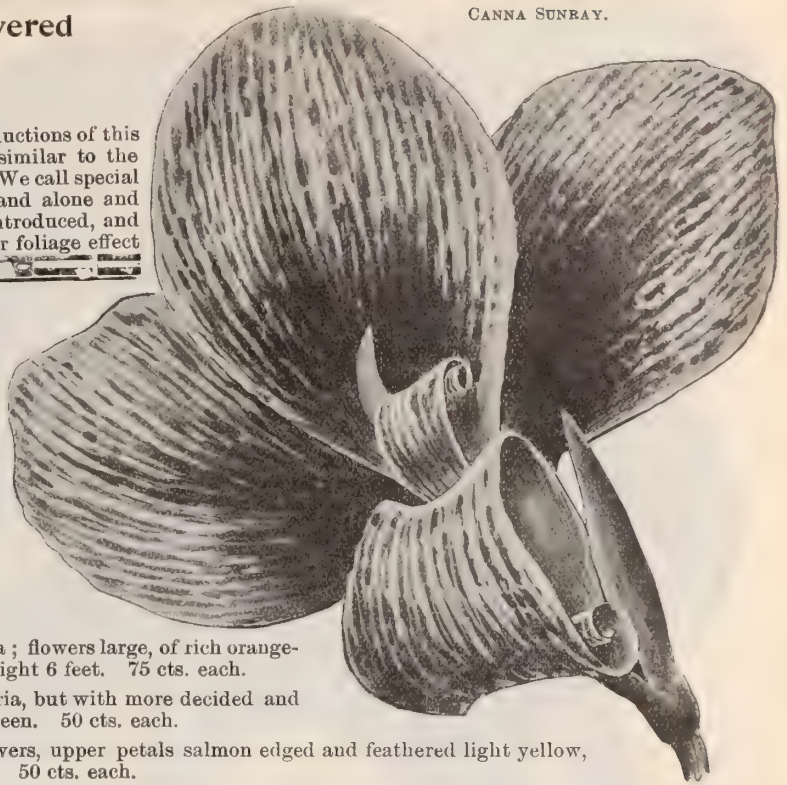 CANNA SUNRAY.
vered
uctions of this
similar to the
We call special
and alone and
ntroduced, and
r foliage effect
a ; flowers large, of rich orange-
ight 6 feet. 75 cts. each.
ria, but with more decided and
een. 50 cts. each.
vers, upper petals salmon edged and feathered light yellow,
50 cts. each.